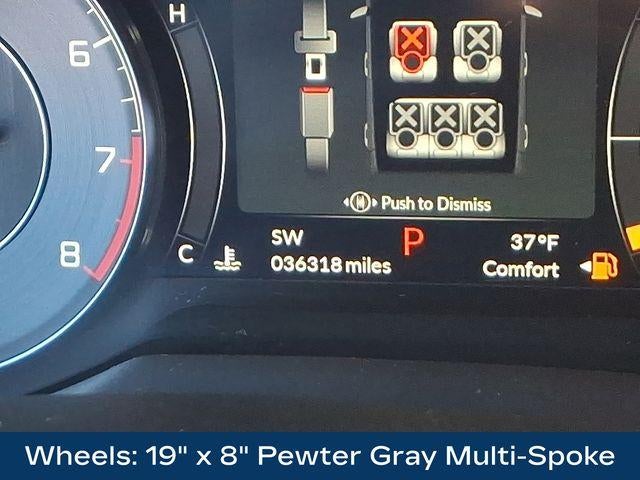 H
6
7
8
C
Push to Dismiss
SW P 37°F
036318 miles Comfort
Wheels: 19" x 8" Pewter Gray Multi-Spoke